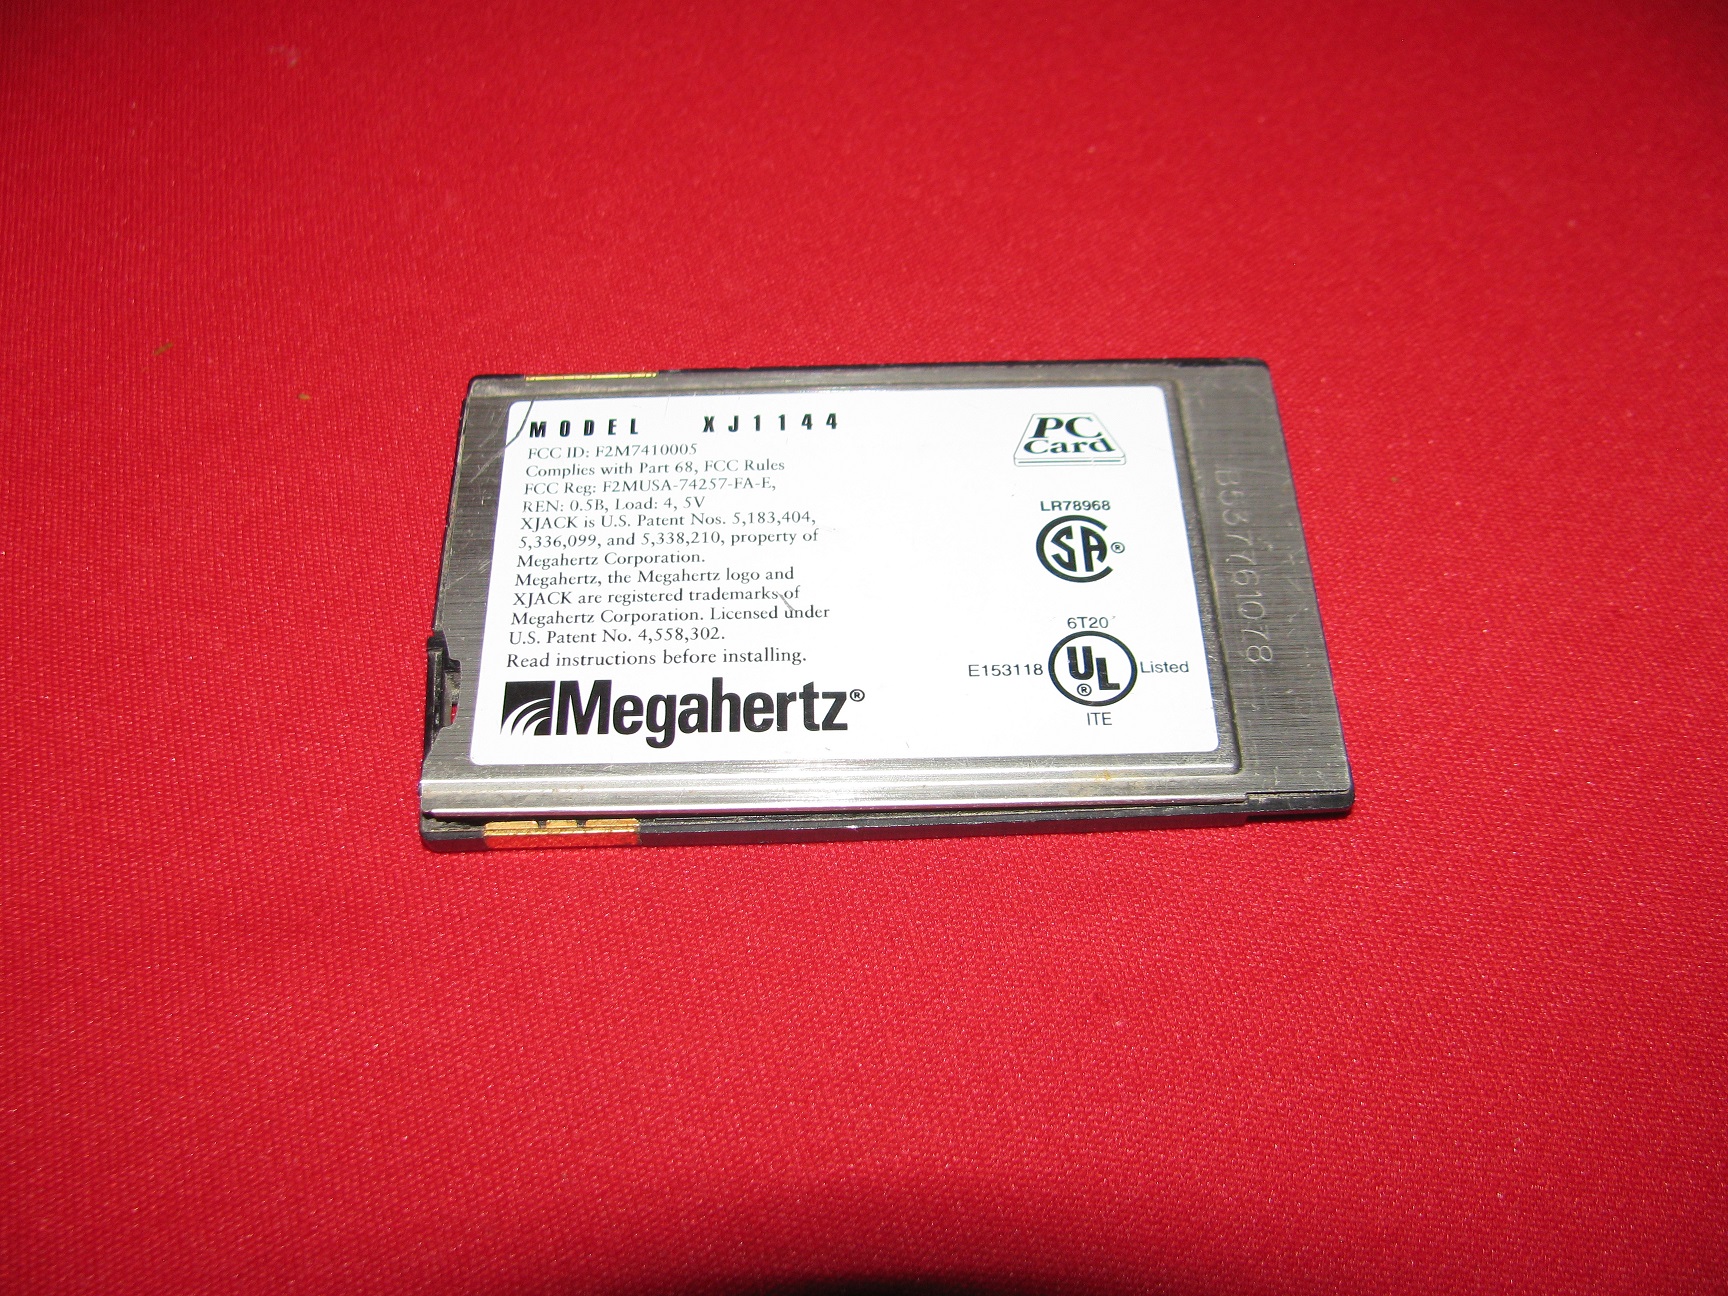 MODEL XJ1144
FCC ID: F2M7410005
Complies with Part 68, FCC Rules
FCC Reg: F2MUSA-74257-FA-E,
REN: 0.5B, Load: 4, 5V
XJACK is U.S. Patent Nos. 5,183,404,
5,336,099, and 5,338,210, property of
Megahertz Corporation.
Megahertz, the Megahertz logo and
XJACK are registered trademarks of
Megahertz Corporation. Licensed under
U.S. Patent No. 4,558,302.
Read instructions before installing.
Megahertz®
PC
Card
LR78968
SA®
6T20
E153118 UL® Listed
ITE
B537761078